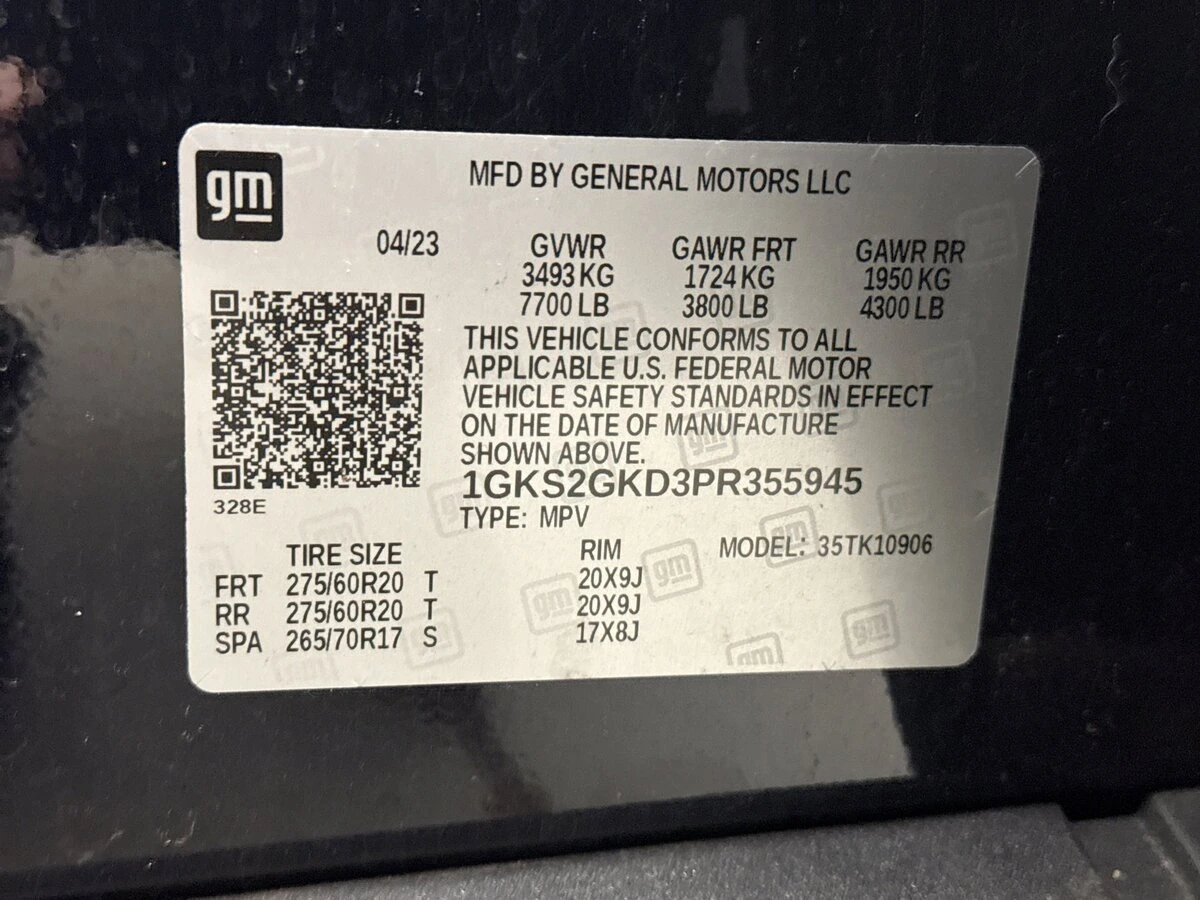 gm
MFD BY GENERAL MOTORS LLC
04/23 GVWR GAWR FRT GAWR RR
3493 KG 1724 KG 1950 KG
7700 LB 3800 LB 4300 LB
THIS VEHICLE CONFORMS TO ALL
APPLICABLE U.S. FEDERAL MOTOR
VEHICLE SAFETY STANDARDS IN EFFECT
ON THE DATE OF MANUFACTURE
SHOWN ABOVE.
1GKS2GKD3PR355945
328E
TYPE: MPV
TIRE SIZE RIM MODEL: 35TK10906
FRT 275/60R20 T 20X9J
RR 275/60R20 T 20X9J
SPA 265/70R17 S 17X8J